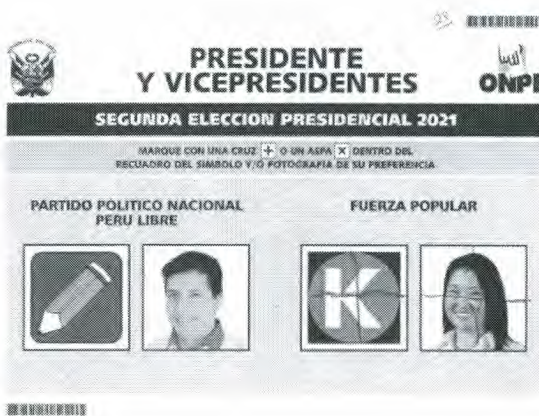 23
PRESIDENTE
Y VICEPRESIDENTES
ONPE
SEGUNDA ELECCION PRESIDENCIAL 2021
MARQUE CON UNA CRUZ + O UN ASPA X DENTRO DEL
RECUADRO DEL SIMBOLO Y/O FOTOGRAFIA DE SU PREFERENCIA
PARTIDO POLITICO NACIONAL
PERU LIBRE
FUERZA POPULAR
K